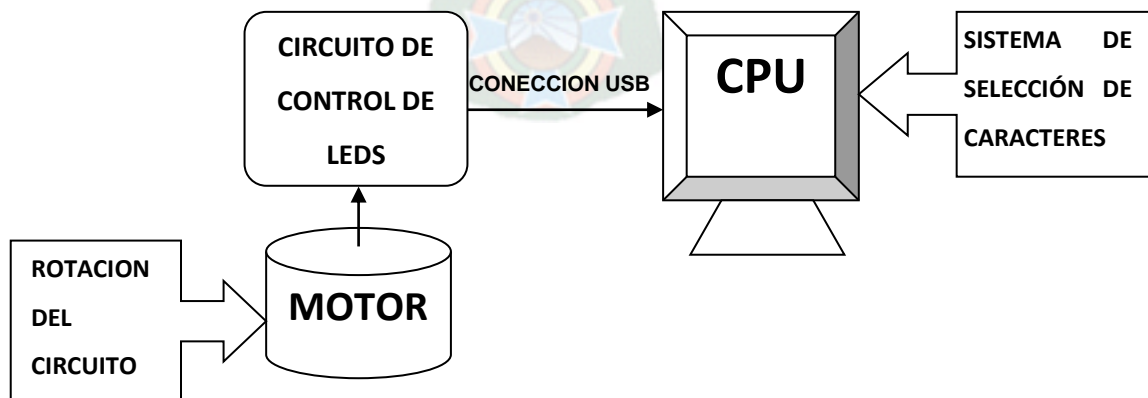 CIRCUITO DE
CONTROL DE
LEDS
CONECCION USB
CPU
SISTEMA DE
SELECCIÓN DE
CARACTERES
ROTACION
DEL
CIRCUITO
MOTOR